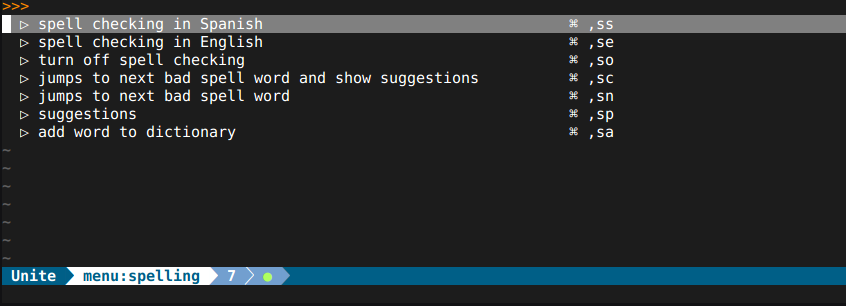 >>>
▷ spell checking in Spanish ⌘ ,ss
▷ spell checking in English ⌘ ,se
▷ turn off spell checking ⌘ ,so
▷ jumps to next bad spell word and show suggestions ⌘ ,sc
▷ jumps to next bad spell word ⌘ ,sn
▷ suggestions ⌘ ,sp
▷ add word to dictionary ⌘ ,sa
~
~
~
~
~
~
~
Unite menu:spelling 7 ●